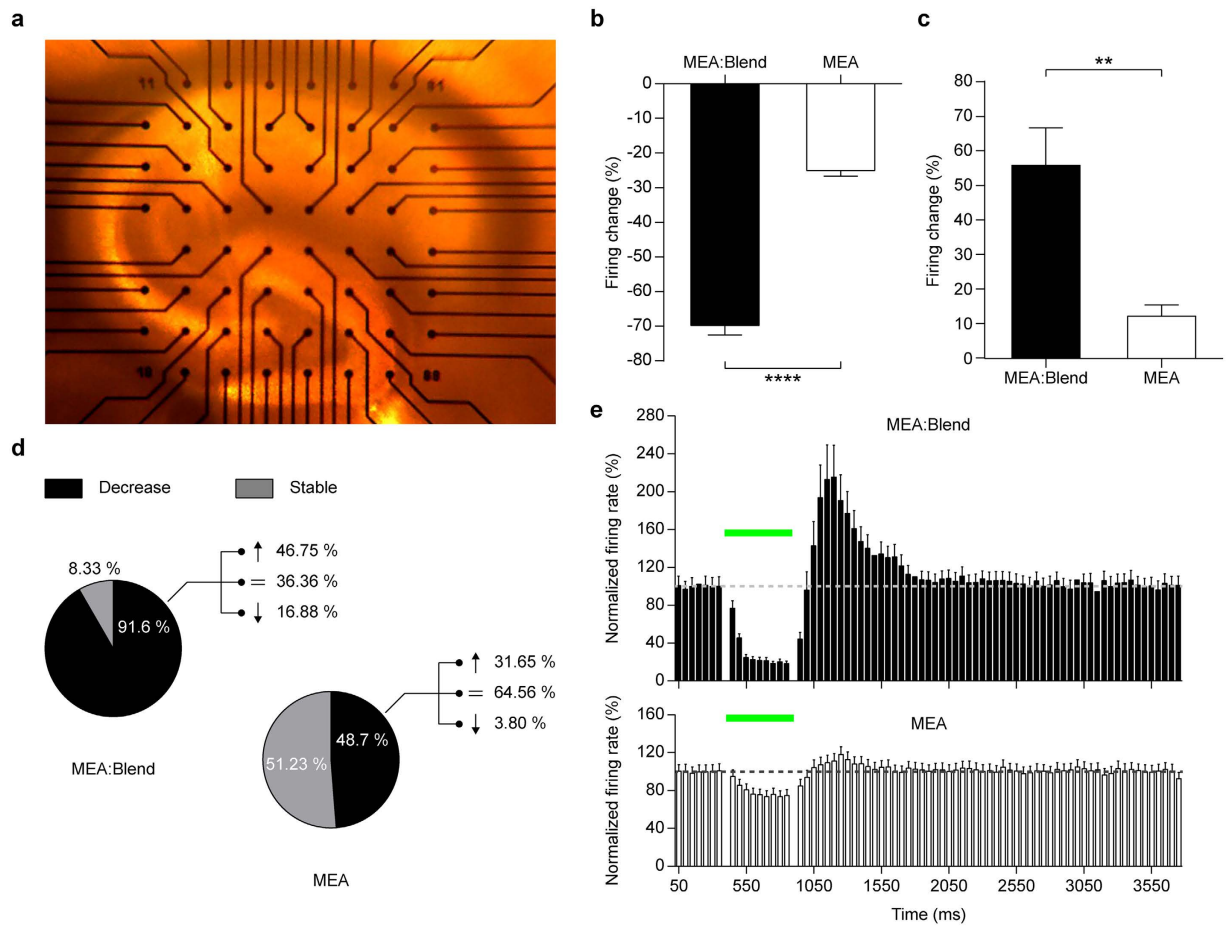 a
11
81
18
88
b
MEA:Blend MEA
Firing change (%)
0
-10
-20
-30
-40
-50
-60
-70
-80
****
c
**
Firing change (%)
80
70
60
50
40
30
20
10
0
MEA:Blend MEA
d
Decrease Stable
8.33 %
91.6 %
↑ 46.75 %
= 36.36 %
↓ 16.88 %
MEA:Blend
51.23 %
48.7 %
↑ 31.65 %
= 64.56 %
↓ 3.80 %
MEA
e
MEA:Blend
Normalized firing rate (%)
280
240
200
160
120
80
40
0
MEA
Normalized firing rate (%)
160
120
80
40
0
50 550 1050 1550 2050 2550 3050 3550
Time (ms)